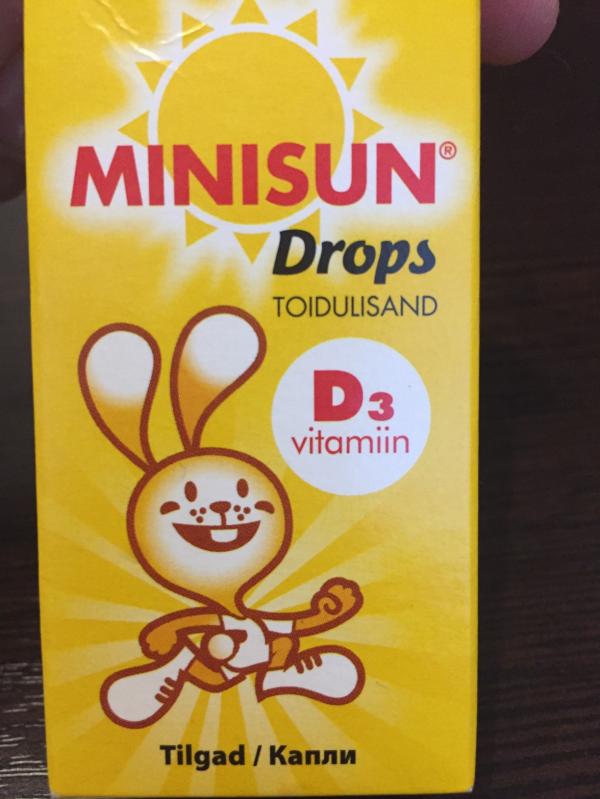 MINISUN®
Drops
TOIDULISAND
D3
vitamiin
Tilgad / Капли